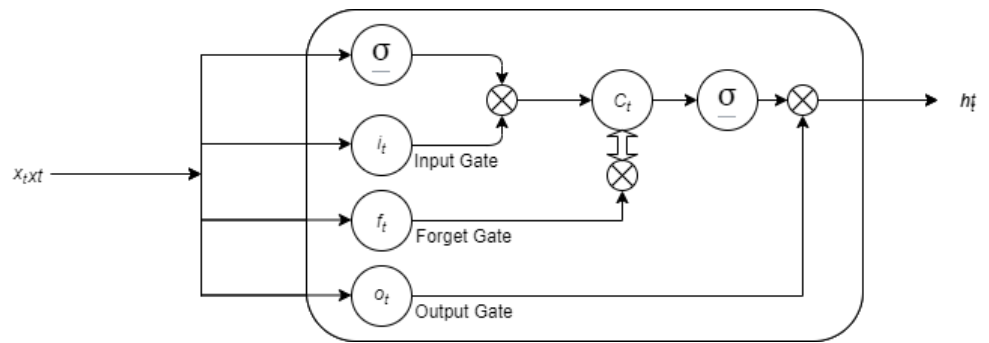 σ
i_t
Input Gate
x_txt
f_t
Forget Gate
o_t
Output Gate
C_t
σ
h_t